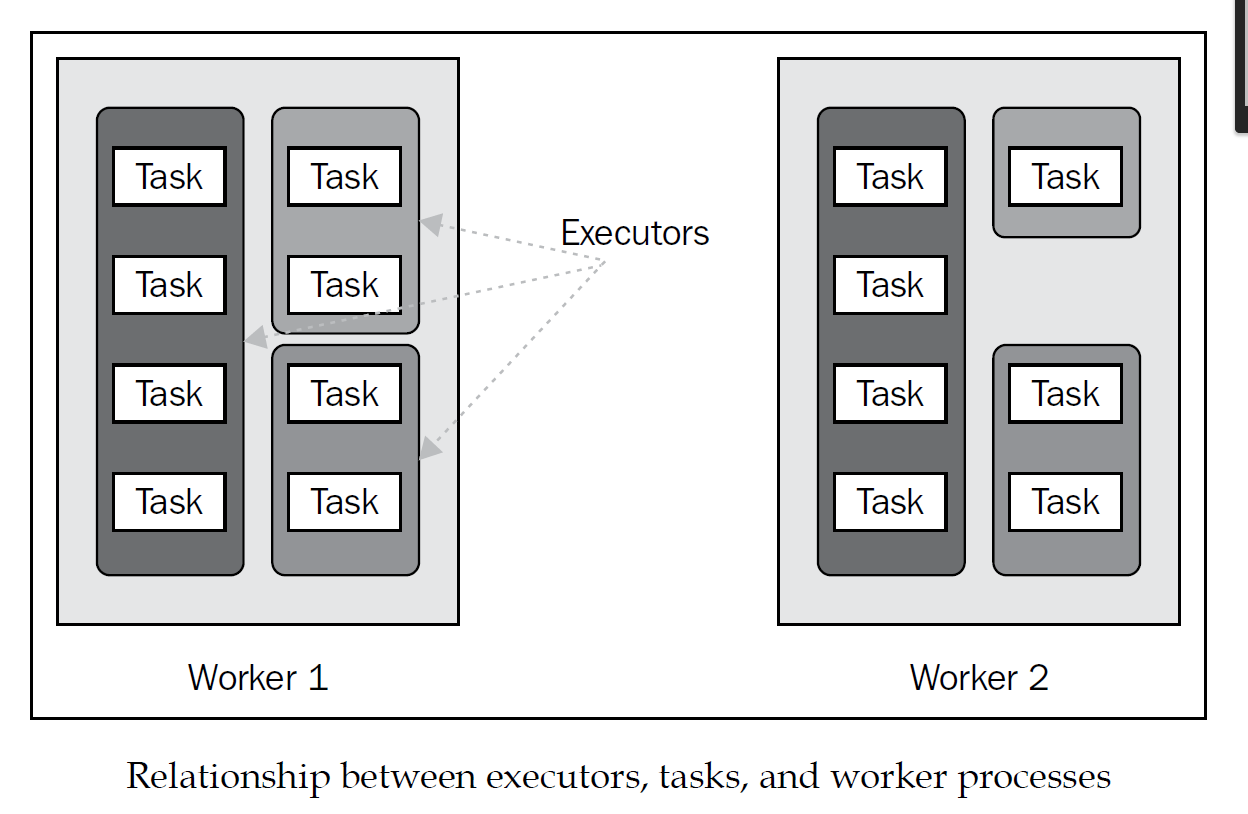 Task Task Task Task
Executors
Task Task Task
Task Task Task Task
Task Task Task Task
Worker 1 Worker 2
Relationship between executors, tasks, and worker processes